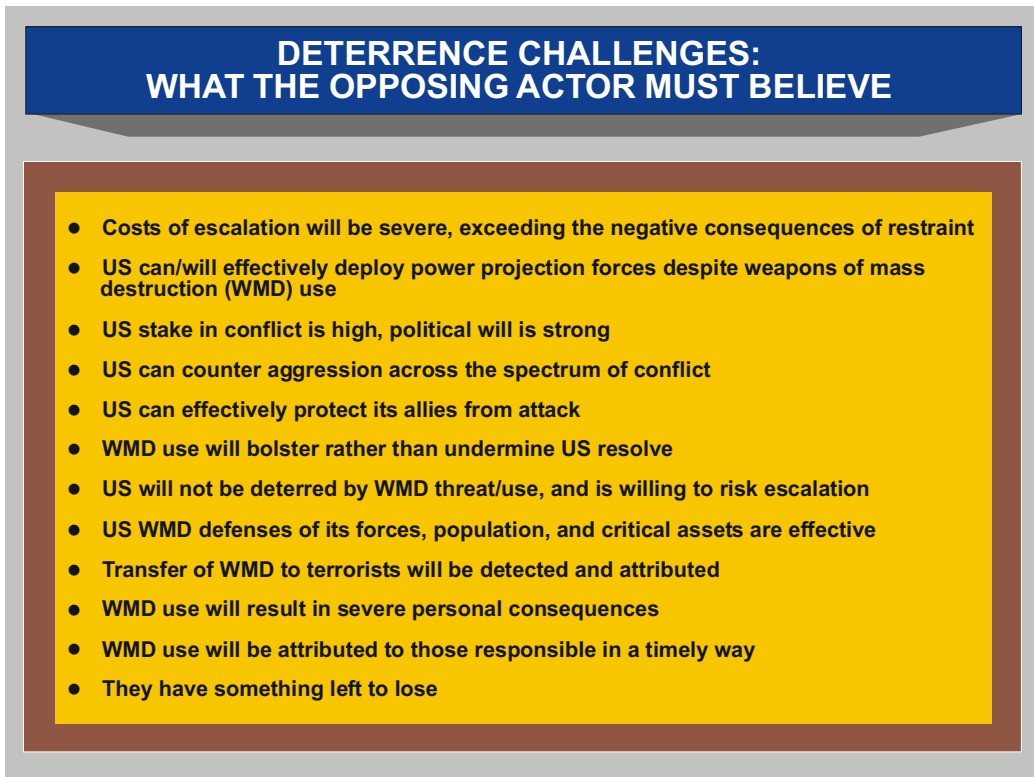 DETERRENCE CHALLENGES:
WHAT THE OPPOSING ACTOR MUST BELIEVE
● Costs of escalation will be severe, exceeding the negative consequences of restraint
● US can/will effectively deploy power projection forces despite weapons of mass
destruction (WMD) use
● US stake in conflict is high, political will is strong
● US can counter aggression across the spectrum of conflict
● US can effectively protect its allies from attack
● WMD use will bolster rather than undermine US resolve
● US will not be deterred by WMD threat/use, and is willing to risk escalation
● US WMD defenses of its forces, population, and critical assets are effective
● Transfer of WMD to terrorists will be detected and attributed
● WMD use will result in severe personal consequences
● WMD use will be attributed to those responsible in a timely way
● They have something left to lose